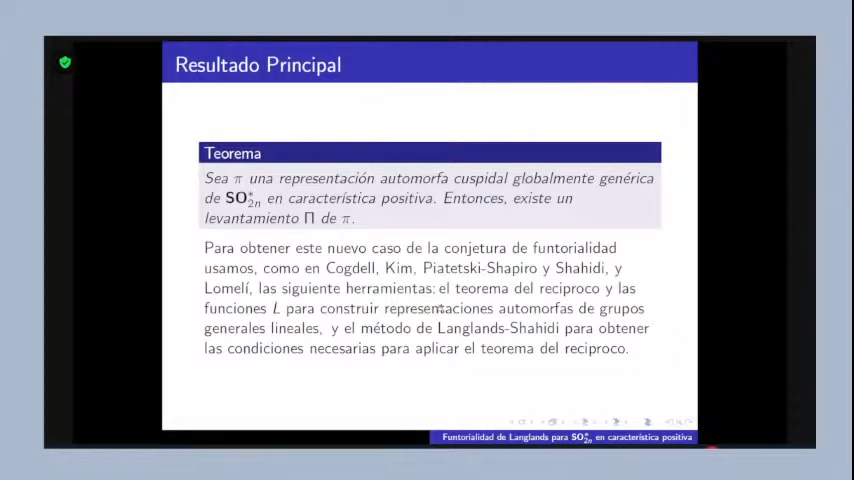 Resultado Principal
Teorema
Sea π una representación automorfa cuspidal globalmente genérica
de SO*₂ₙ en característica positiva. Entonces, existe un
levantamiento Π de π.
Para obtener este nuevo caso de la conjetura de funtorialidad
usamos, como en Cogdell, Kim, Piatetski-Shapiro y Shahidi, y
Lomelí, las siguiente herramientas: el teorema del reciproco y las
funciones L para construir representaciones automorfas de grupos
generales lineales, y el método de Langlands-Shahidi para obtener
las condiciones necesarias para aplicar el teorema del reciproco.
Funtorialidad de Langlands para SO*₂ₙ en característica positiva